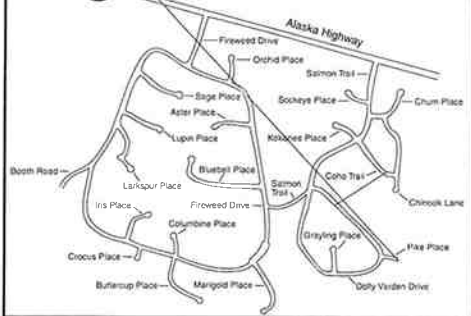 Alaska Highway
Fireweed Drive
Orchid Place
Salmon Trail
Sage Place
Sockeye Place
Chum Place
Aster Place
Lupin Place
Kokanee Place
Booth Road
Bluebell Place
Coho Trail
Larkspur Place
Salmon
Trail
Chinook Lane
Iris Place
Fireweed Drive
Columbine Place
Grayling Place
Pike Place
Crocus Place
Buttercup Place
Marigold Place
Dolly Varden Drive